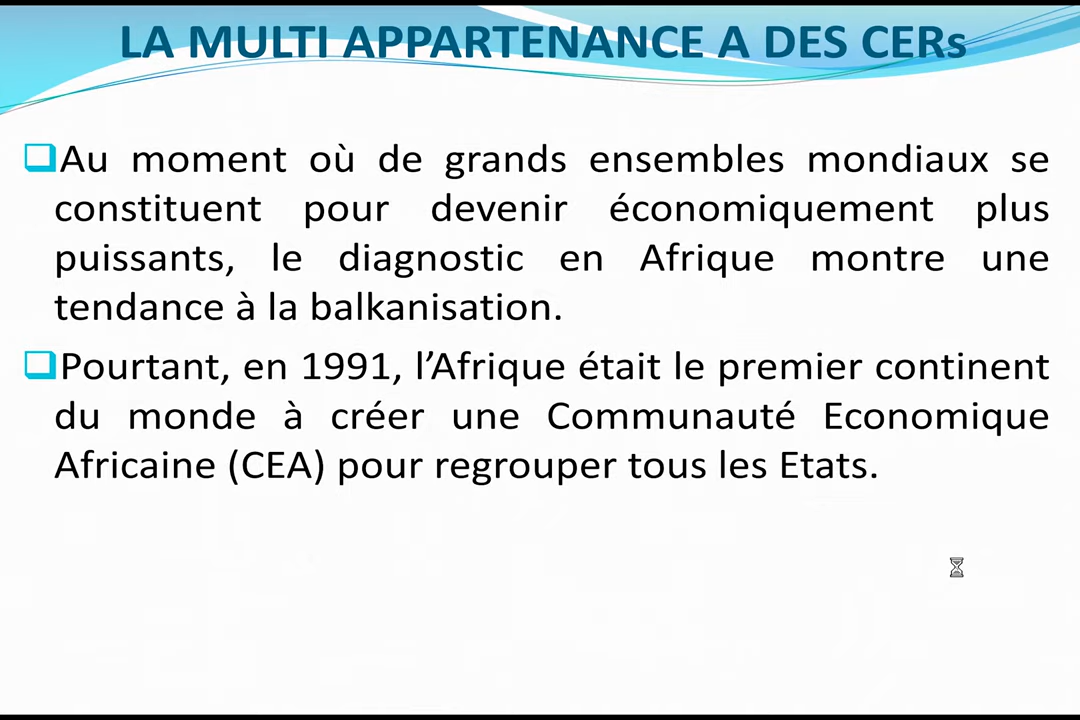 LA MULTI APPARTENANCE A DES CERs
Au moment où de grands ensembles mondiaux se
constituent pour devenir économiquement plus
puissants, le diagnostic en Afrique montre une
tendance à la balkanisation.
Pourtant, en 1991, l’Afrique était le premier continent
du monde à créer une Communauté Economique
Africaine (CEA) pour regrouper tous les Etats.